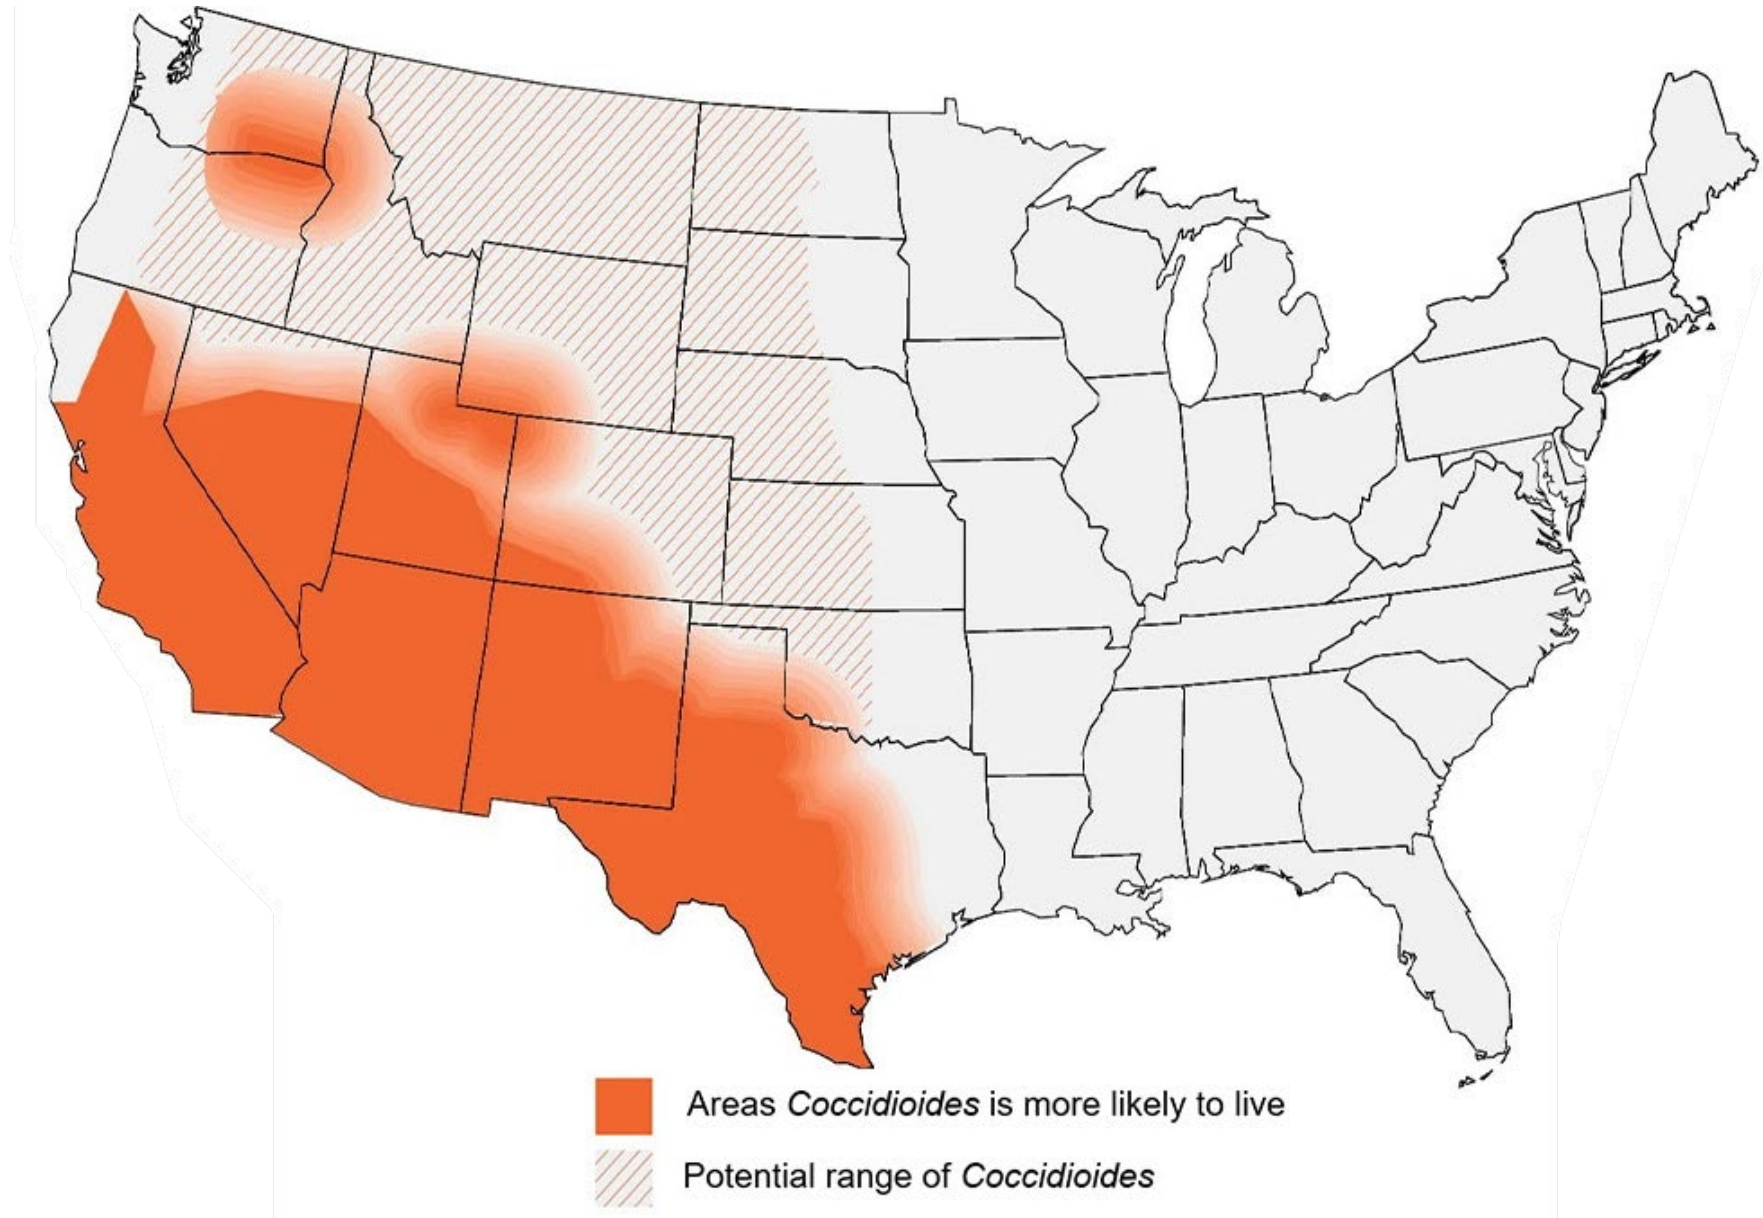 Areas Coccidioides is more likely to live
Potential range of Coccidioides